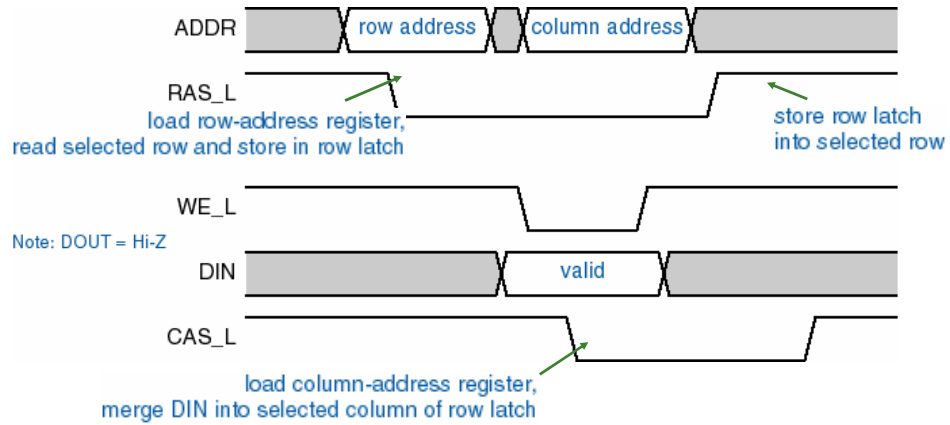 ADDR
row address
column address
RAS_L
load row-address register,
read selected row and store in row latch
store row latch
into selected row
WE_L
Note: DOUT = Hi-Z
DIN
valid
CAS_L
load column-address register,
merge DIN into selected column of row latch